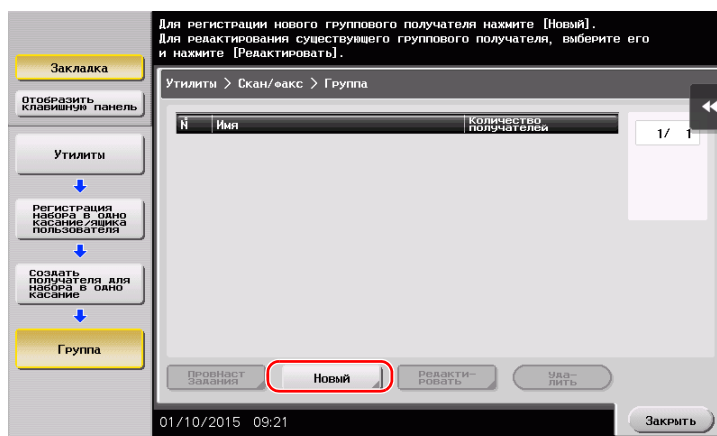 Для регистрации нового группового получателя нажмите [Новый].
Для редактирования существующего группового получателя, выберите его
и нажмите [Редактировать].
Закладка
Отобразить
клавишную панель
Утилиты > Скан/факс > Группа
N
Имя
Количество
получателей
1/ 1
Утилиты
Регистрация
набора в одно
касание/ящика
пользователя
Создать
получателя для
набора в одно
касание
Группа
ПровНаст
Задания
Новый
Редакти-
ровать
Уда-
лить
01/10/2015 09:21
Закрыть